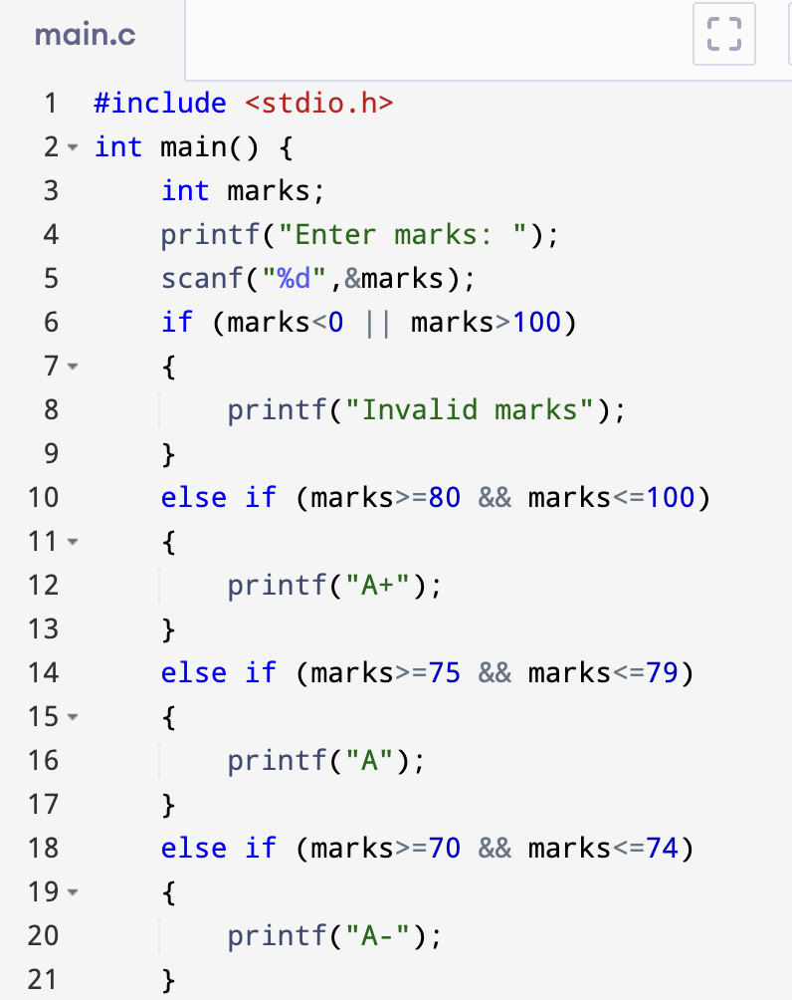 main.c
1 #include <stdio.h>
2 int main() {
3     int marks;
4     printf("Enter marks: ");
5     scanf("%d",&marks);
6     if (marks<0 || marks>100)
7     {
8         printf("Invalid marks");
9     }
10     else if (marks>=80 && marks<=100)
11     {
12         printf("A+");
13     }
14     else if (marks>=75 && marks<=79)
15     {
16         printf("A");
17     }
18     else if (marks>=70 && marks<=74)
19     {
20         printf("A-");
21     }